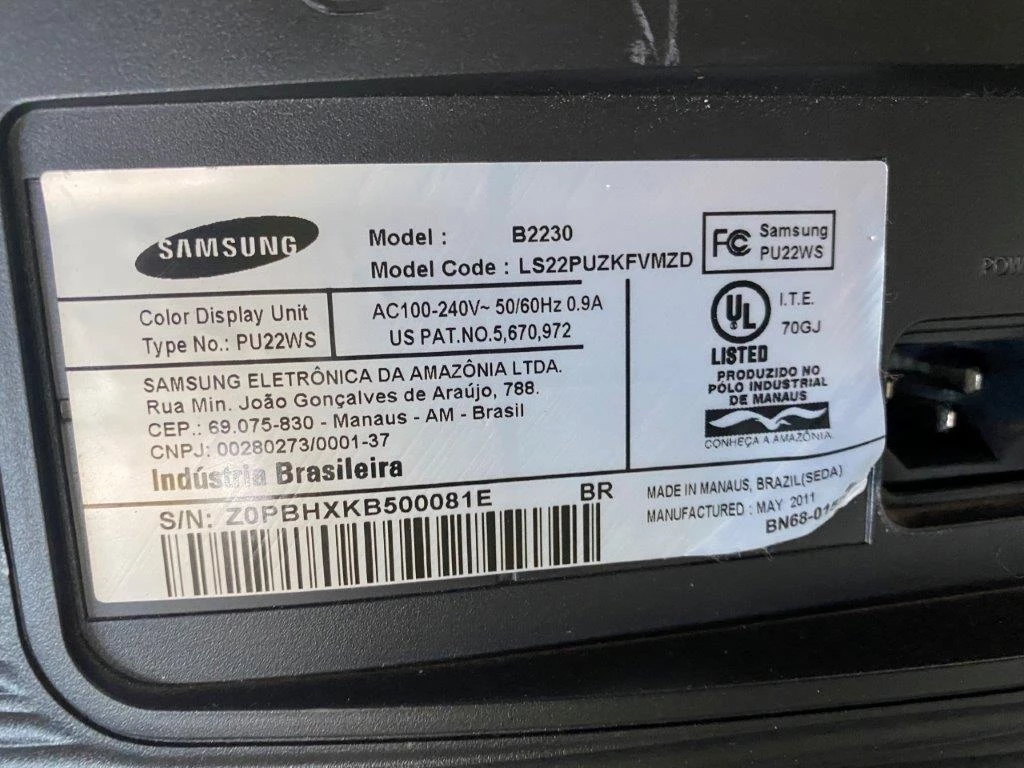 SAMSUNG
Model : B2230
Model Code : LS22PUZKFVMZD
FC Samsung
PU22WS
Color Display Unit
Type No.: PU22WS
AC100-240V~ 50/60Hz 0.9A
US PAT.NO.5,670,972
UL
LISTED
I.T.E.
70GJ
PRODUZIDO NO
PÓLO INDUSTRIAL
DE MANAUS
CONHEÇA A AMAZÔNIA
SAMSUNG ELETRÔNICA DA AMAZÔNIA LTDA.
Rua Min. João Gonçalves de Araújo, 788.
CEP.: 69.075-830 - Manaus - AM - Brasil
CNPJ: 00280273/0001-37
Indústria Brasileira
S/N: Z0PBHXKB500081E BR
MADE IN MANAUS, BRAZIL(SEDA)
MANUFACTURED : MAY 2011